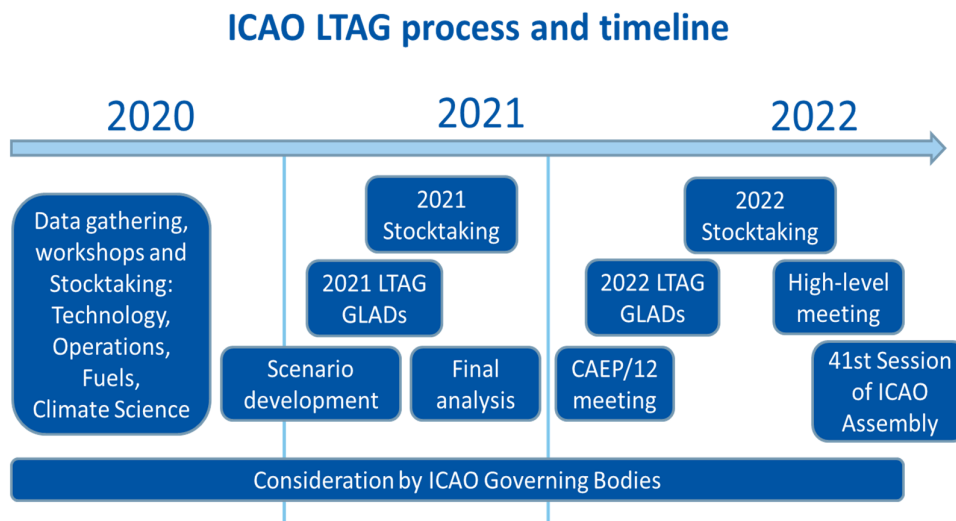 ICAO LTAG process and timeline
2020
2021
2022
Data gathering,
workshops and
Stocktaking:
Technology,
Operations,
Fuels,
Climate Science
2021
Stocktaking
2021 LTAG
GLADs
Scenario
development
Final
analysis
2022
Stocktaking
2022 LTAG
GLADs
High-level
meeting
CAEP/12
meeting
41st Session
of ICAO
Assembly
Consideration by ICAO Governing Bodies